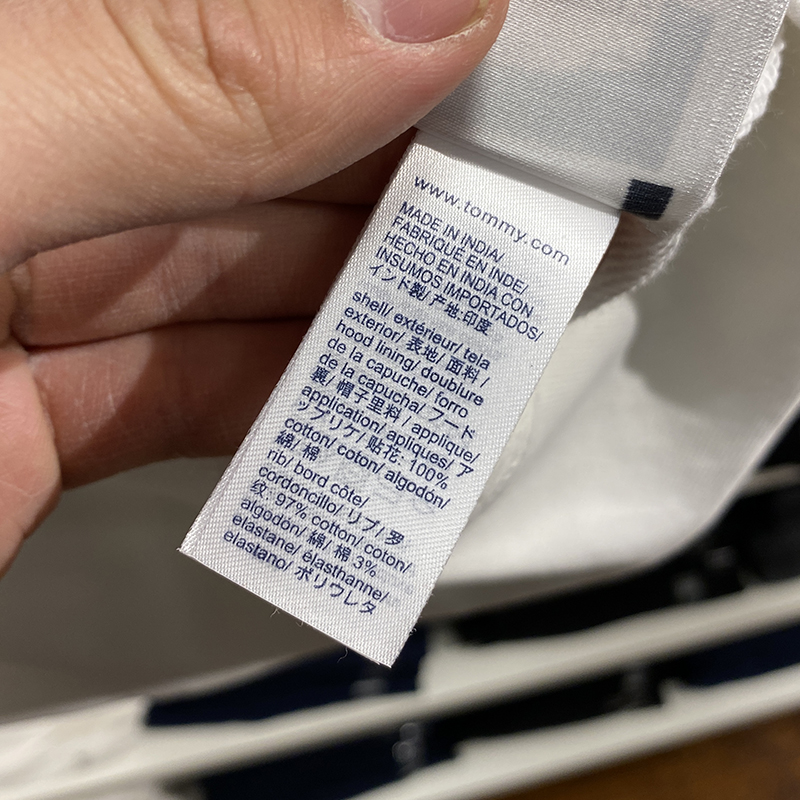 www.tommy.com
MADE IN INDIA/
FABRIQUE EN INDE/
HECHO EN INDIA CON
INSUMOS IMPORTADOS/
インド製/ 产地:印度
shell/ extérieur/ tela
exterior/ 表地/ 面料 /
hood lining/ doublure
de la capuche/ forro
de la capucha/ フード
裏/ 帽子里料 / applique/
application/ apliques/ ア
ップリケ/ 贴花: 100%
cotton/ coton/ algodón/
綿/ 棉
rib/ bord côte/
cordoncillo/ リブ/ 罗
纹: 97% cotton/ coton/
algodón/ 綿/ 棉 3%
elastane/ élasthanne/
elastano/ ポリウレタ